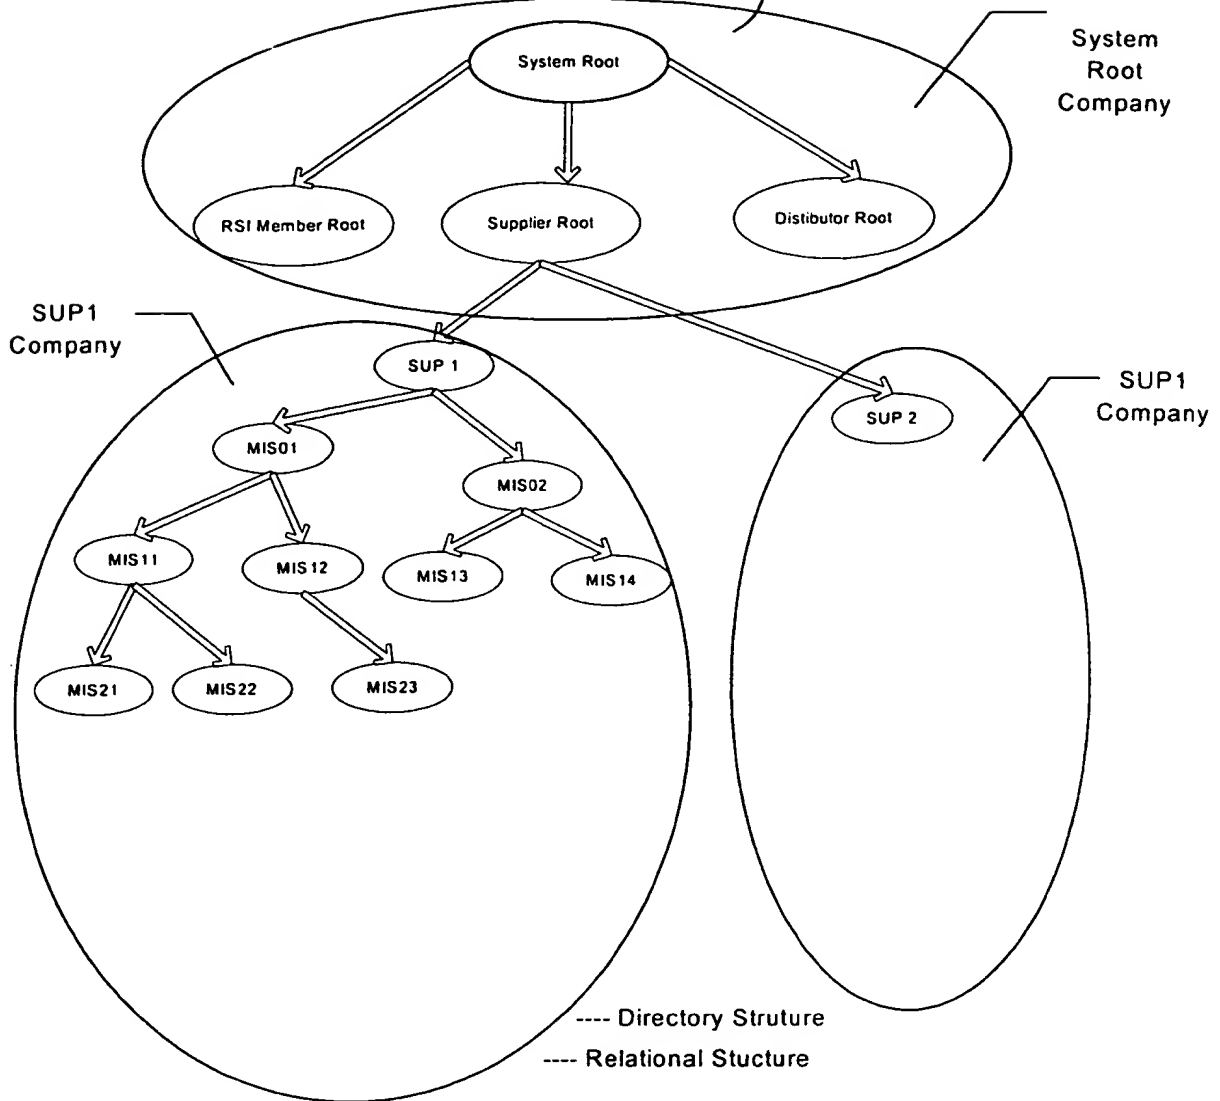 System Root
System
Root
Company
RSI Member Root
Supplier Root
Distibutor Root
SUP1
Company
SUP 1
SUP1
Company
SUP 2
MIS01
MIS02
MIS11
MIS12
MIS13
MIS14
MIS21
MIS22
MIS23
---- Directory Struture
---- Relational Stucture